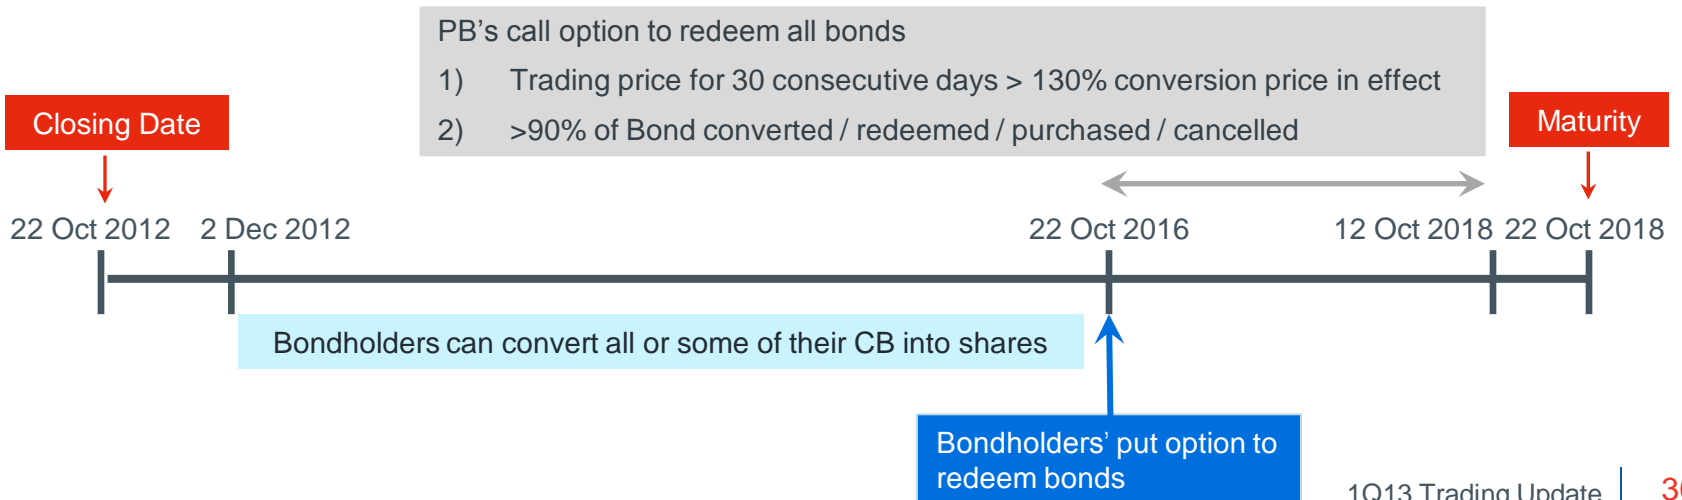 PB’s call option to redeem all bonds
1) Trading price for 30 consecutive days > 130% conversion price in effect
2) >90% of Bond converted / redeemed / purchased / cancelled
Closing Date
Maturity
22 Oct 2012 2 Dec 2012 22 Oct 2016 12 Oct 2018 22 Oct 2018
Bondholders can convert all or some of their CB into shares
Bondholders’ put option to
redeem bonds
1Q13 Trading Update